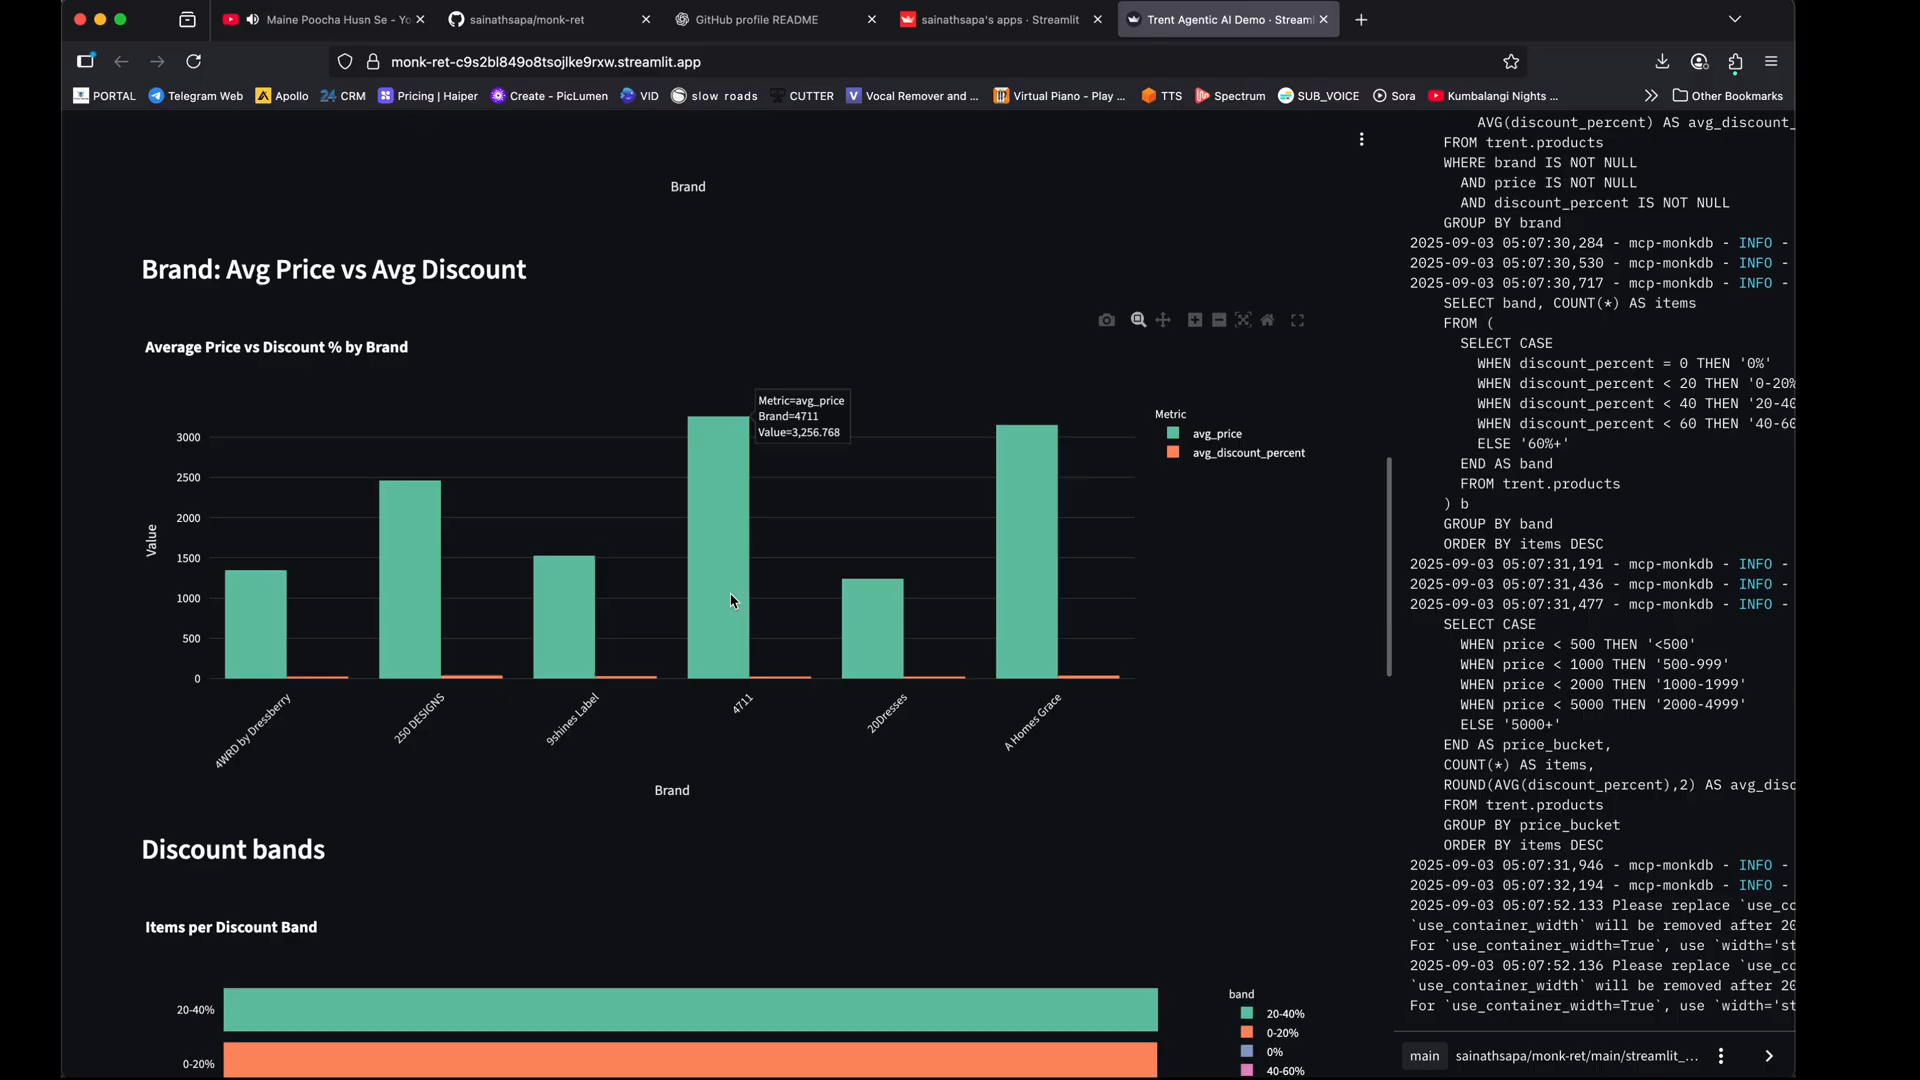 Maine Poocha Husn Se - Yo
sainathsapa/monk-ret
GitHub profile README
sainathsapa's apps · Streamlit
Trent Agentic AI Demo · Stream
monk-ret-c9s2bl849o8tsojlke9rxw.streamlit.app
PORTAL
Telegram Web
Apollo
CRM
Pricing | Haiper
Create - PicLumen
VID
slow roads
CUTTER
Vocal Remover and ...
Virtual Piano - Play ...
TTS
Spectrum
SUB_VOICE
Sora
Kumbalangi Nights ...
Other Bookmarks
Brand
Brand: Avg Price vs Avg Discount
Average Price vs Discount % by Brand
Metric=avg_price
Brand=4711
Value=3,256.768
Metric
avg_price
avg_discount_percent
Value
3000
2500
2000
1500
1000
500
0
4WRD by Dressberry
250 DESIGNS
9shines Label
4711
20Dresses
A Homes Grace
Brand
Discount bands
Items per Discount Band
20-40%
0-20%
band
20-40%
0-20%
0%
40-60%
AVG(discount_percent) AS avg_discount_
FROM trent.products
WHERE brand IS NOT NULL
AND price IS NOT NULL
AND discount_percent IS NOT NULL
GROUP BY brand
2025-09-03 05:07:30,284 - mcp-monkdb - INFO -
2025-09-03 05:07:30,530 - mcp-monkdb - INFO -
2025-09-03 05:07:30,717 - mcp-monkdb - INFO -
SELECT band, COUNT(*) AS items
FROM (
SELECT CASE
WHEN discount_percent = 0 THEN '0%'
WHEN discount_percent < 20 THEN '0-20%
WHEN discount_percent < 40 THEN '20-40
WHEN discount_percent < 60 THEN '40-60
ELSE '60%+'
END AS band
FROM trent.products
) b
GROUP BY band
ORDER BY items DESC
2025-09-03 05:07:31,191 - mcp-monkdb - INFO -
2025-09-03 05:07:31,436 - mcp-monkdb - INFO -
2025-09-03 05:07:31,477 - mcp-monkdb - INFO -
SELECT CASE
WHEN price < 500 THEN '<500'
WHEN price < 1000 THEN '500-999'
WHEN price < 2000 THEN '1000-1999'
WHEN price < 5000 THEN '2000-4999'
ELSE '5000+'
END AS price_bucket,
COUNT(*) AS items,
ROUND(AVG(discount_percent),2) AS avg_disc
FROM trent.products
GROUP BY price_bucket
ORDER BY items DESC
2025-09-03 05:07:31,946 - mcp-monkdb - INFO -
2025-09-03 05:07:32,194 - mcp-monkdb - INFO -
2025-09-03 05:07:52.133 Please replace `use_co
`use_container_width` will be removed after 20
For `use_container_width=True`, use `width='st
2025-09-03 05:07:52.136 Please replace `use_co
`use_container_width` will be removed after 20
For `use_container_width=True`, use `width='st
main
sainathsapa/monk-ret/main/streamlit_...